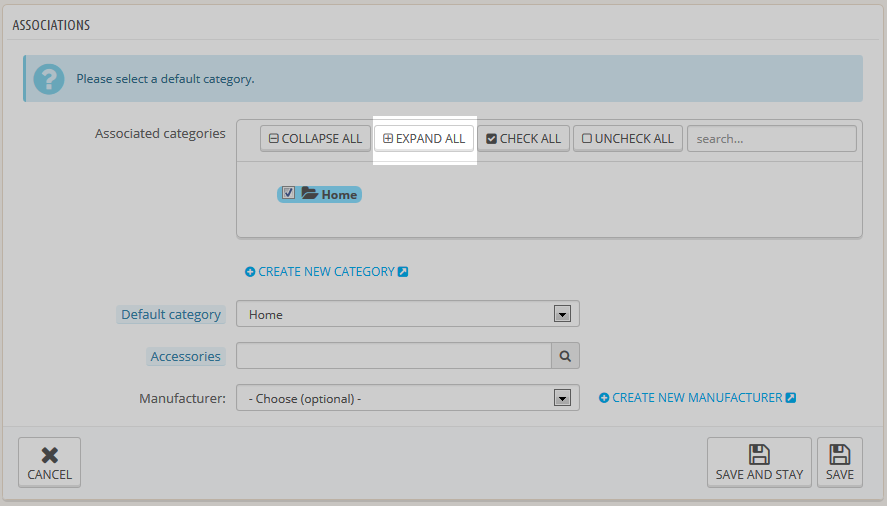 ASSOCIATIONS
Please select a default category.
Associated categories
COLLAPSE ALL EXPAND ALL CHECK ALL UNCHECK ALL search...
Home
CREATE NEW CATEGORY
Default category Home
Accessories
Manufacturer: - Choose (optional) - CREATE NEW MANUFACTURER
CANCEL SAVE AND STAY SAVE